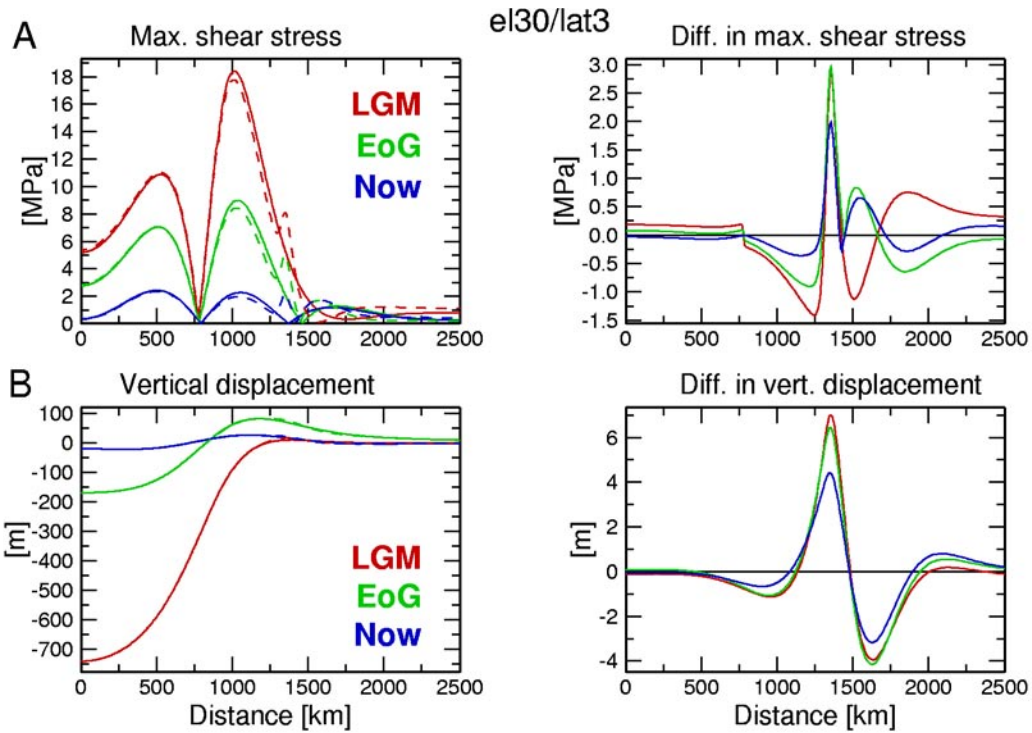 el30/lat3
A
Max. shear stress
[MPa]
18
16
14
12
10
8
6
4
2
0
LGM
EoG
Now
0 500 1000 1500 2000 2500
Diff. in max. shear stress
[MPa]
3.0
2.5
2.0
1.5
1.0
0.5
0.0
-0.5
-1.0
-1.5
0 500 1000 1500 2000 2500
B
Vertical displacement
[m]
100
0
-100
-200
-300
-400
-500
-600
-700
LGM
EoG
Now
0 500 1000 1500 2000 2500
Distance [km]
Diff. in vert. displacement
[m]
6
4
2
0
-2
-4
0 500 1000 1500 2000 2500
Distance [km]